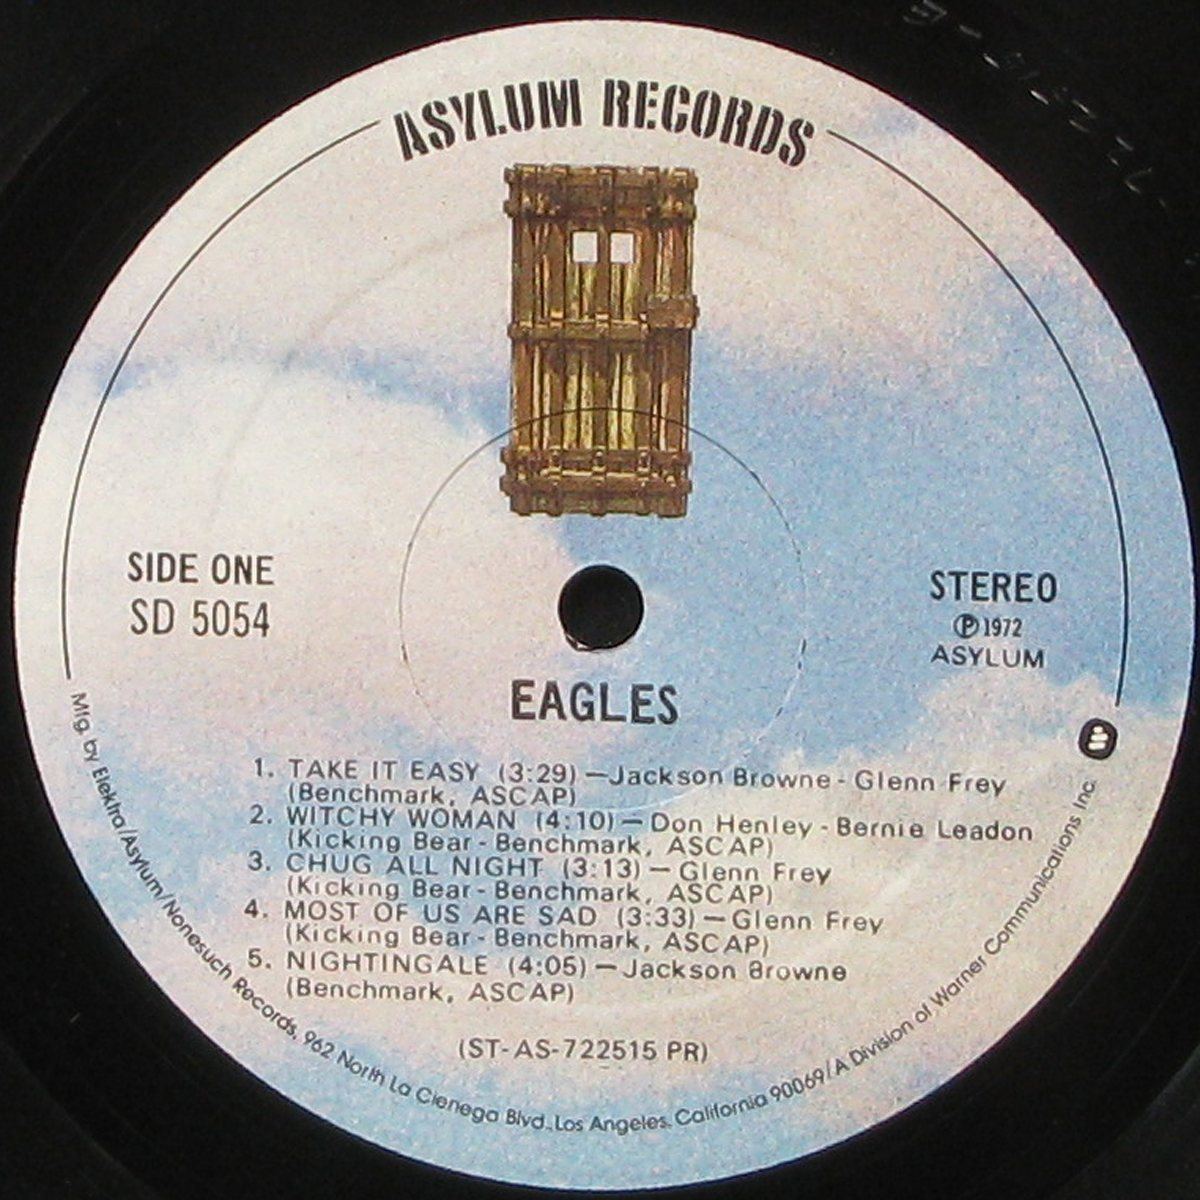 ASYLUM RECORDS
SIDE ONE
SD 5054
STEREO
Ⓟ1972
ASYLUM
EAGLES
1. TAKE IT EASY (3:29) — Jackson Browne - Glenn Frey
(Benchmark, ASCAP)
2. WITCHY WOMAN (4:10) — Don Henley - Bernie Leadon
(Kicking Bear - Benchmark, ASCAP)
3. CHUG ALL NIGHT (3:13) — Glenn Frey
(Kicking Bear - Benchmark, ASCAP)
4. MOST OF US ARE SAD (3:33) — Glenn Frey
(Kicking Bear - Benchmark, ASCAP)
5. NIGHTINGALE (4:05) — Jackson Browne
(Benchmark, ASCAP)
(ST-AS-722515 PR)
Mfg. by Elektra/Asylum/Nonesuch Records, 962 North La Cienega Blvd., Los Angeles, California 90069/A Division of Warner Communications Inc.